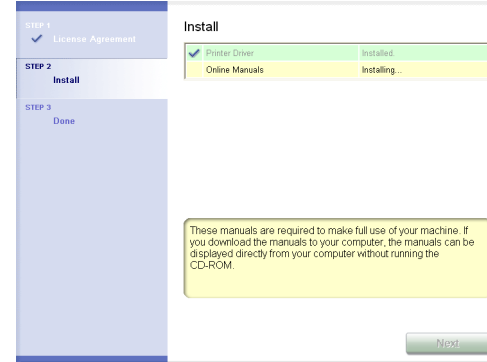 STEP 1
License Agreement
STEP 2
Install
STEP 3
Done
Install
Printer Driver Installed.
Online Manuals Installing...
These manuals are required to make full use of your machine. If
you download the manuals to your computer, the manuals can be
displayed directly from your computer without running the
CD-ROM.
Next